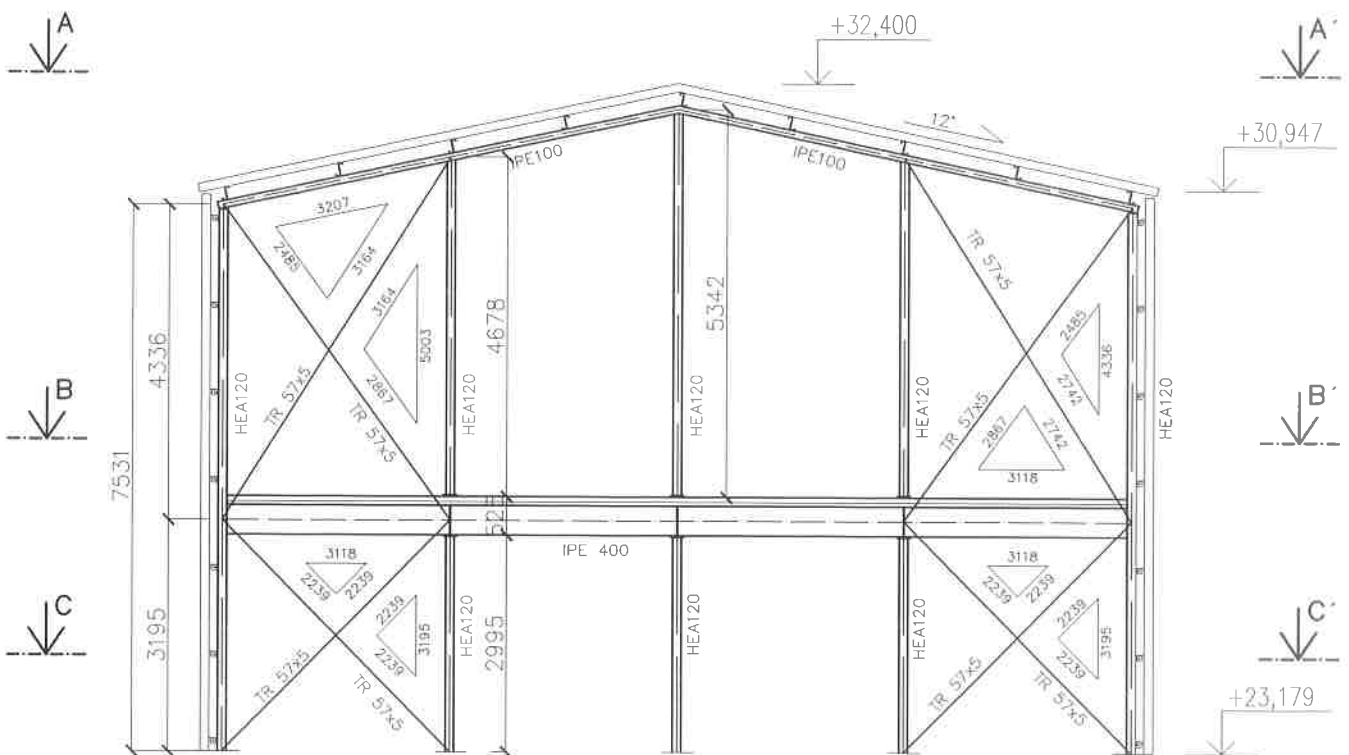 A
A´
+32,400
12°
+30,947
IPE100
IPE100
3207
2485
3164
TR 57x5
3164
5003
2867
4678
5342
2485
4336
2742
4336
B
B´
HEA120
HEA120
HEA120
HEA120
HEA120
TR 57x5
TR 57x5
TR 57x5
2867
2742
3118
7531
IPE 400
3118
2239
2239
3118
2239
2239
C
C´
2239
3195
2239
HEA120
HEA120
HEA120
2239
3195
2239
3195
2995
TR 57x5
TR 57x5
TR 57x5
TR 57x5
+23,179